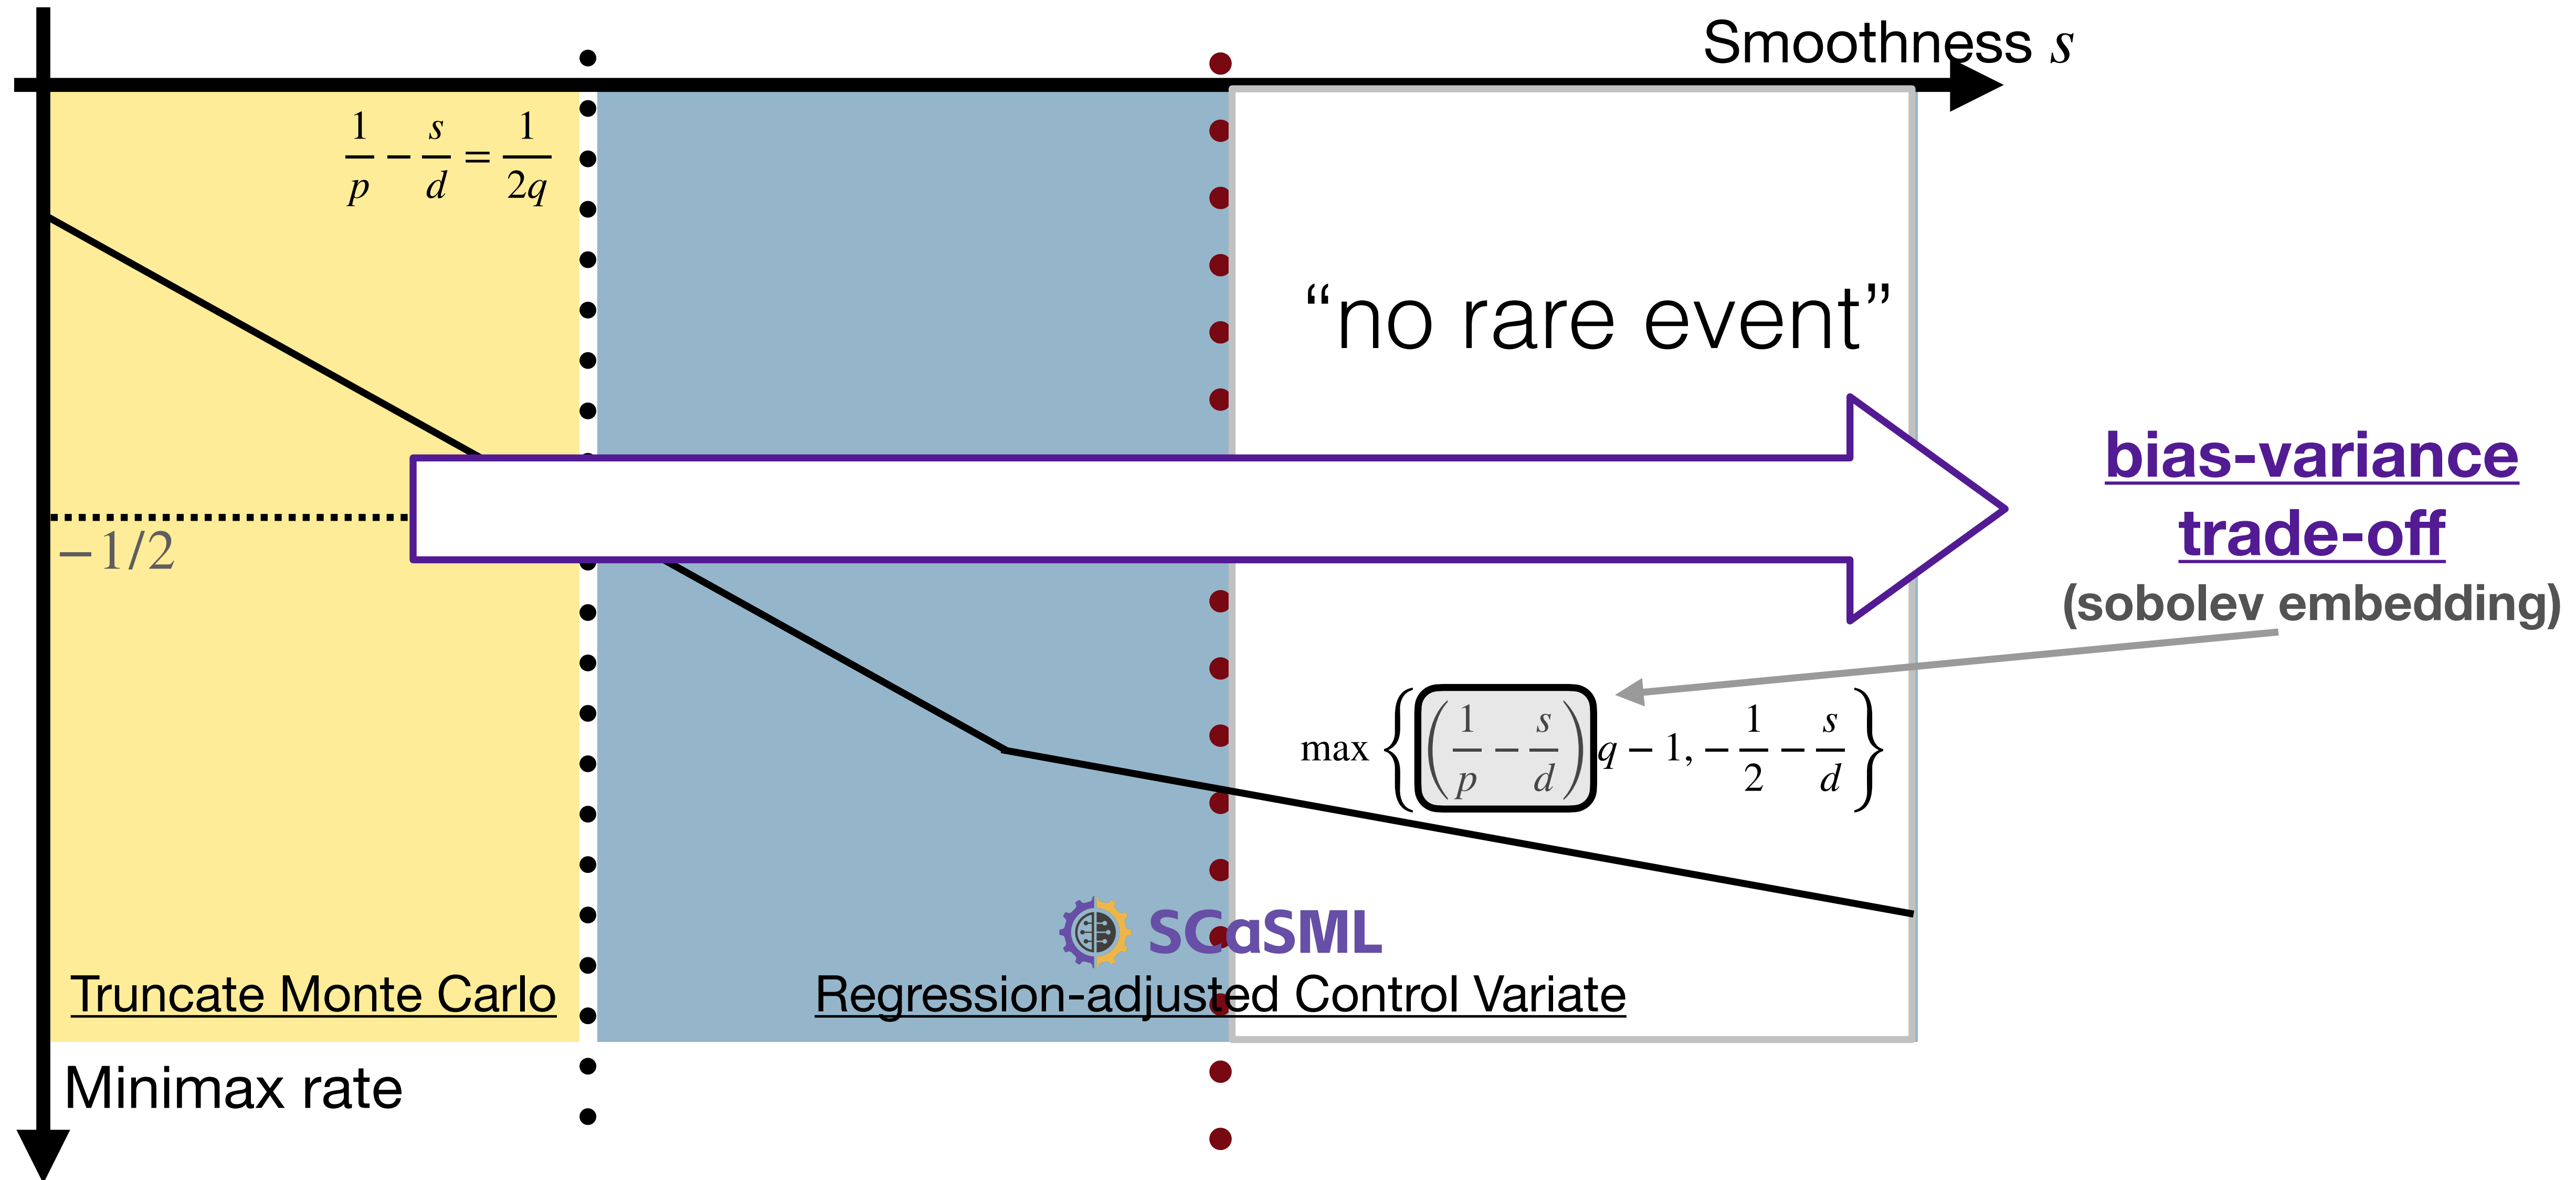 Smoothness s
1/p − s/d = 1/2q
“no rare event”
bias-variance
trade-off
(sobolev embedding)
−1/2
max {(1/p − s/d) q − 1, − 1/2 − s/d}
SCaSML
Truncate Monte Carlo
Regression-adjusted Control Variate
Minimax rate